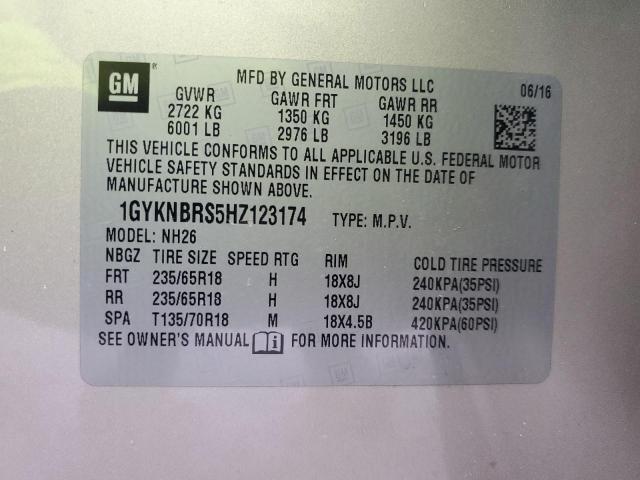 GM ®
MFD BY GENERAL MOTORS LLC
06/16
GVWR GAWR FRT GAWR RR
2722 KG 1350 KG 1450 KG
6001 LB 2976 LB 3196 LB
THIS VEHICLE CONFORMS TO ALL APPLICABLE U.S. FEDERAL MOTOR
VEHICLE SAFETY STANDARDS IN EFFECT ON THE DATE OF
MANUFACTURE SHOWN ABOVE.
1GYKNBRS5HZ123174 TYPE: M.P.V.
MODEL: NH26
NBGZ TIRE SIZE SPEED RTG RIM COLD TIRE PRESSURE
FRT 235/65R18 H 18X8J 240KPA(35PSI)
RR 235/65R18 H 18X8J 240KPA(35PSI)
SPA T135/70R18 M 18X4.5B 420KPA(60PSI)
SEE OWNER'S MANUAL i FOR MORE INFORMATION.